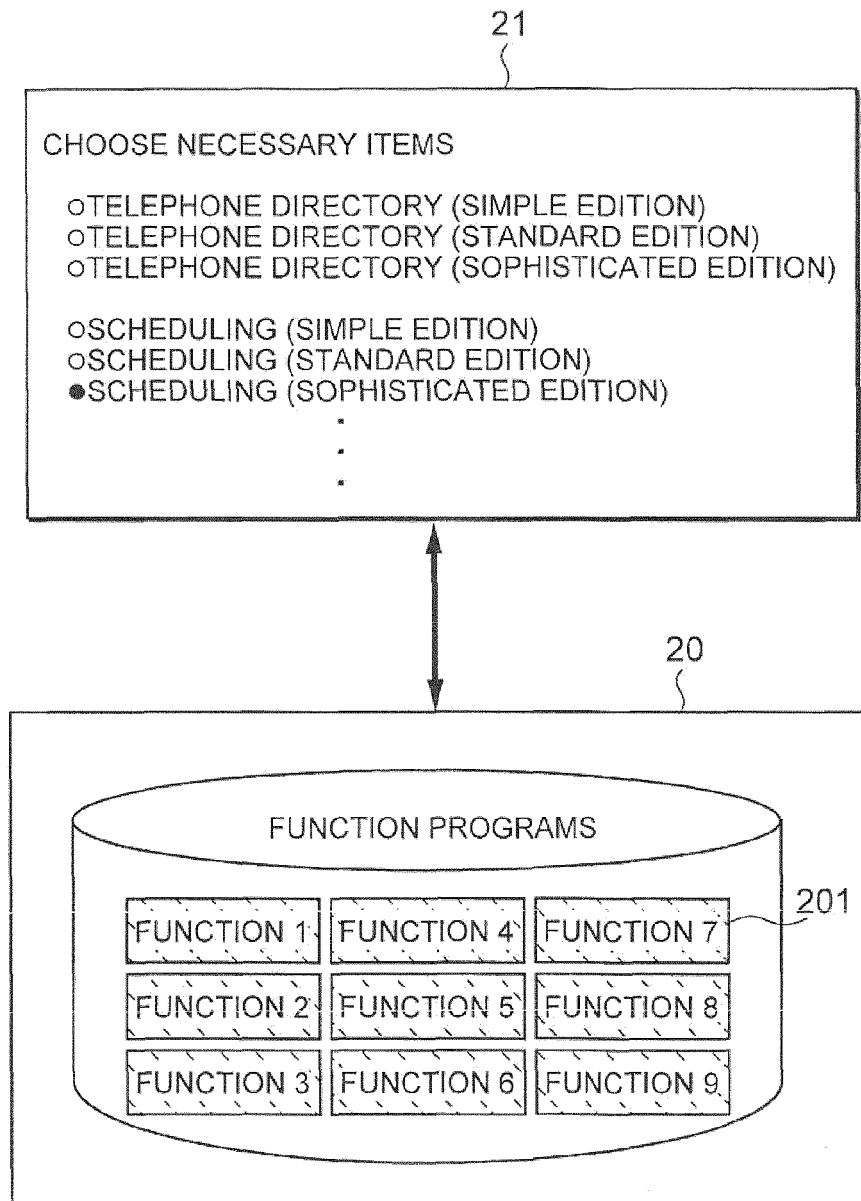 21
CHOOSE NECESSARY ITEMS
○TELEPHONE DIRECTORY (SIMPLE EDITION)
○TELEPHONE DIRECTORY (STANDARD EDITION)
○TELEPHONE DIRECTORY (SOPHISTICATED EDITION)
○SCHEDULING (SIMPLE EDITION)
○SCHEDULING (STANDARD EDITION)
●SCHEDULING (SOPHISTICATED EDITION)
.
.
.
20
FUNCTION PROGRAMS
201
FUNCTION 1 FUNCTION 4 FUNCTION 7
FUNCTION 2 FUNCTION 5 FUNCTION 8
FUNCTION 3 FUNCTION 6 FUNCTION 9